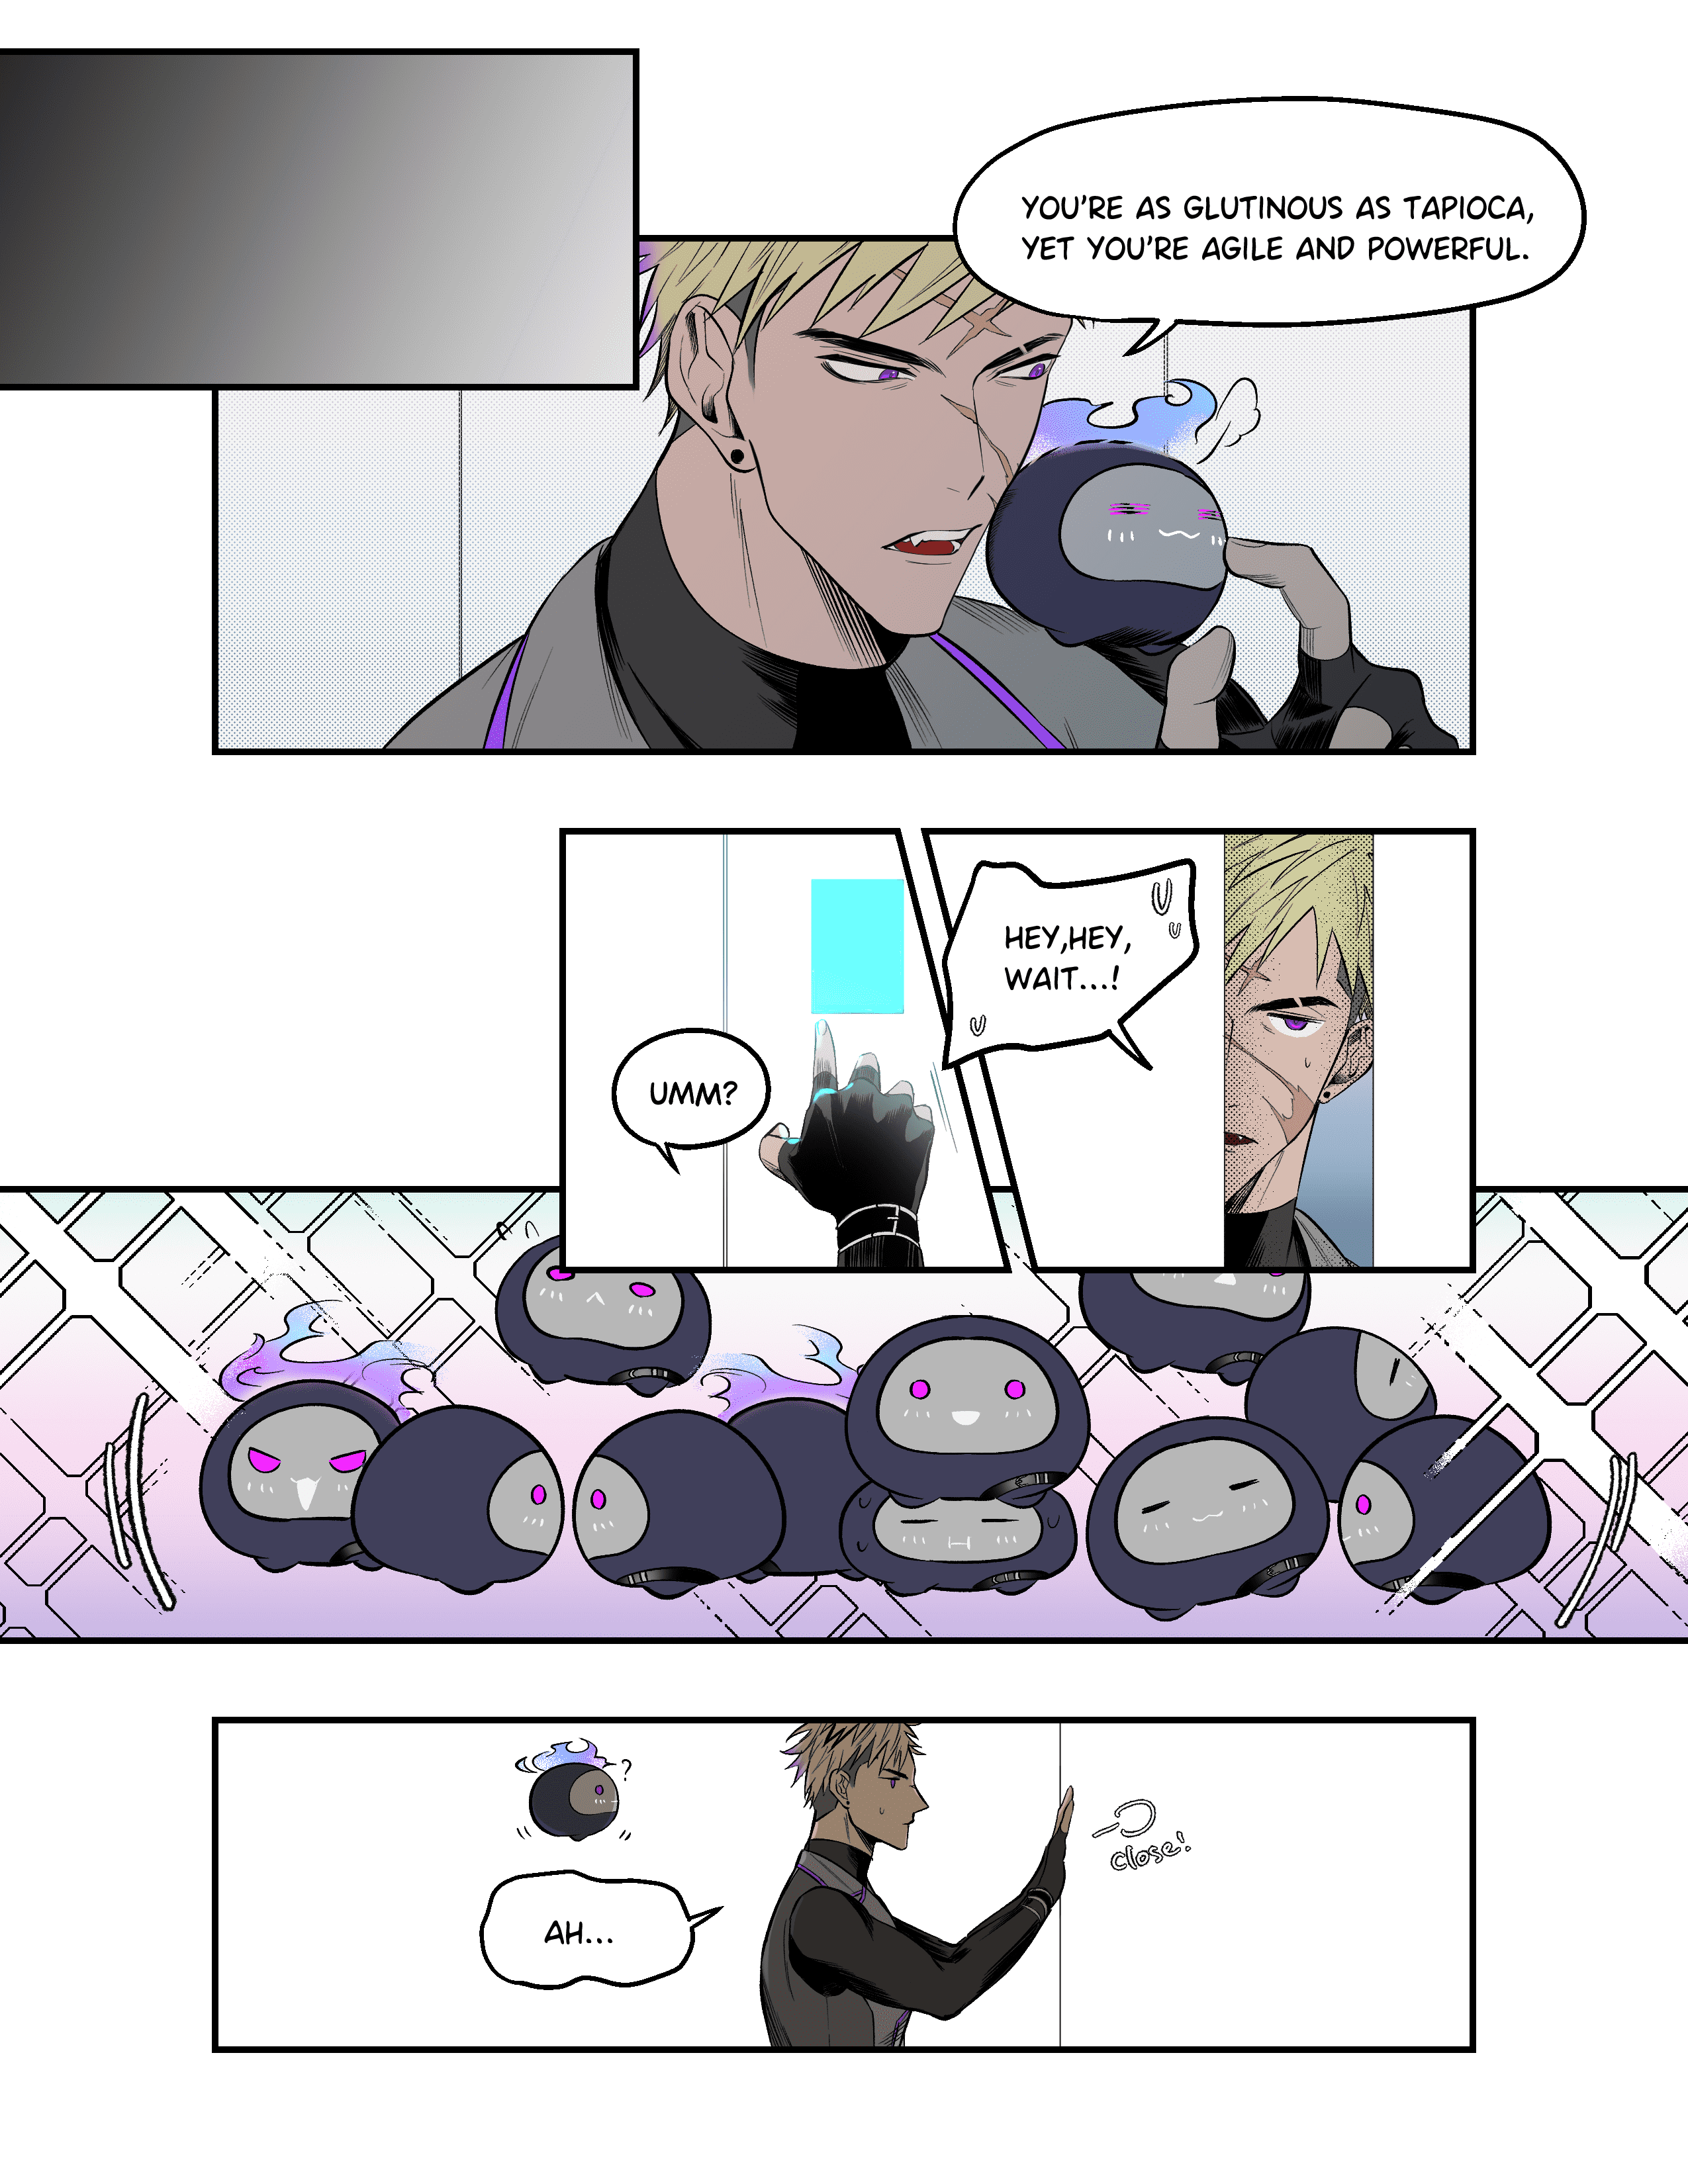 YOU'RE AS GLUTINOUS AS TAPIOCA,
YET YOU'RE AGILE AND POWERFUL.
UMM?
HEY,HEY,
WAIT...!
?
close!
AH...